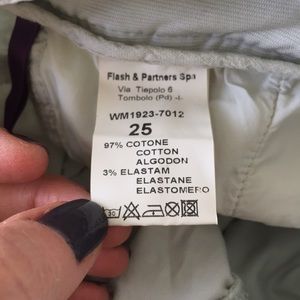 Flash & Partners Spa
Via Tiepolo 6
Tombolo (Pd) -I-
WM1923-7012
25
97% COTONE
COTTON
ALGODON
3% ELASTAM
ELASTANE
ELASTOMERO
30